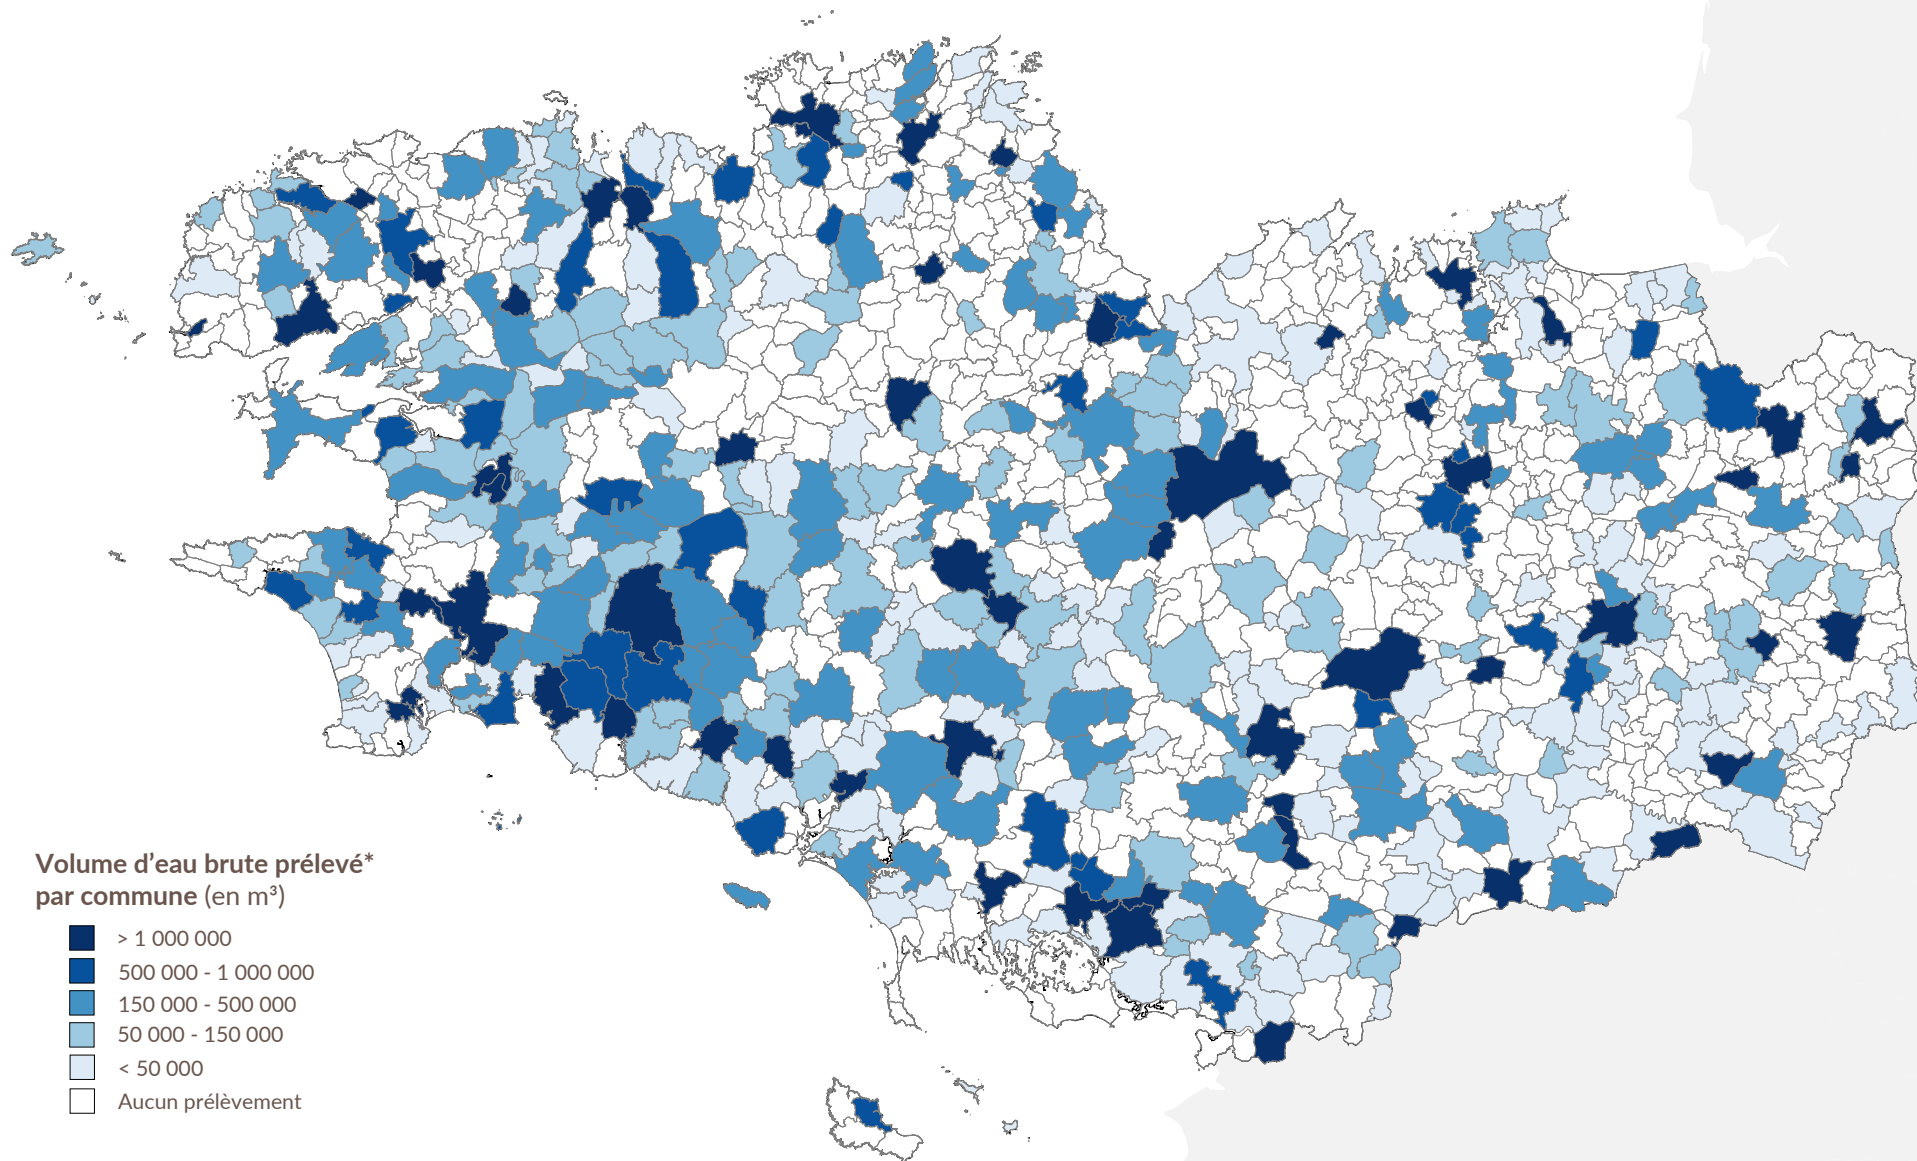 Volume d’eau brute prélevé*
par commune (en m³)
> 1 000 000
500 000 - 1 000 000
150 000 - 500 000
50 000 - 150 000
< 50 000
Aucun prélèvement